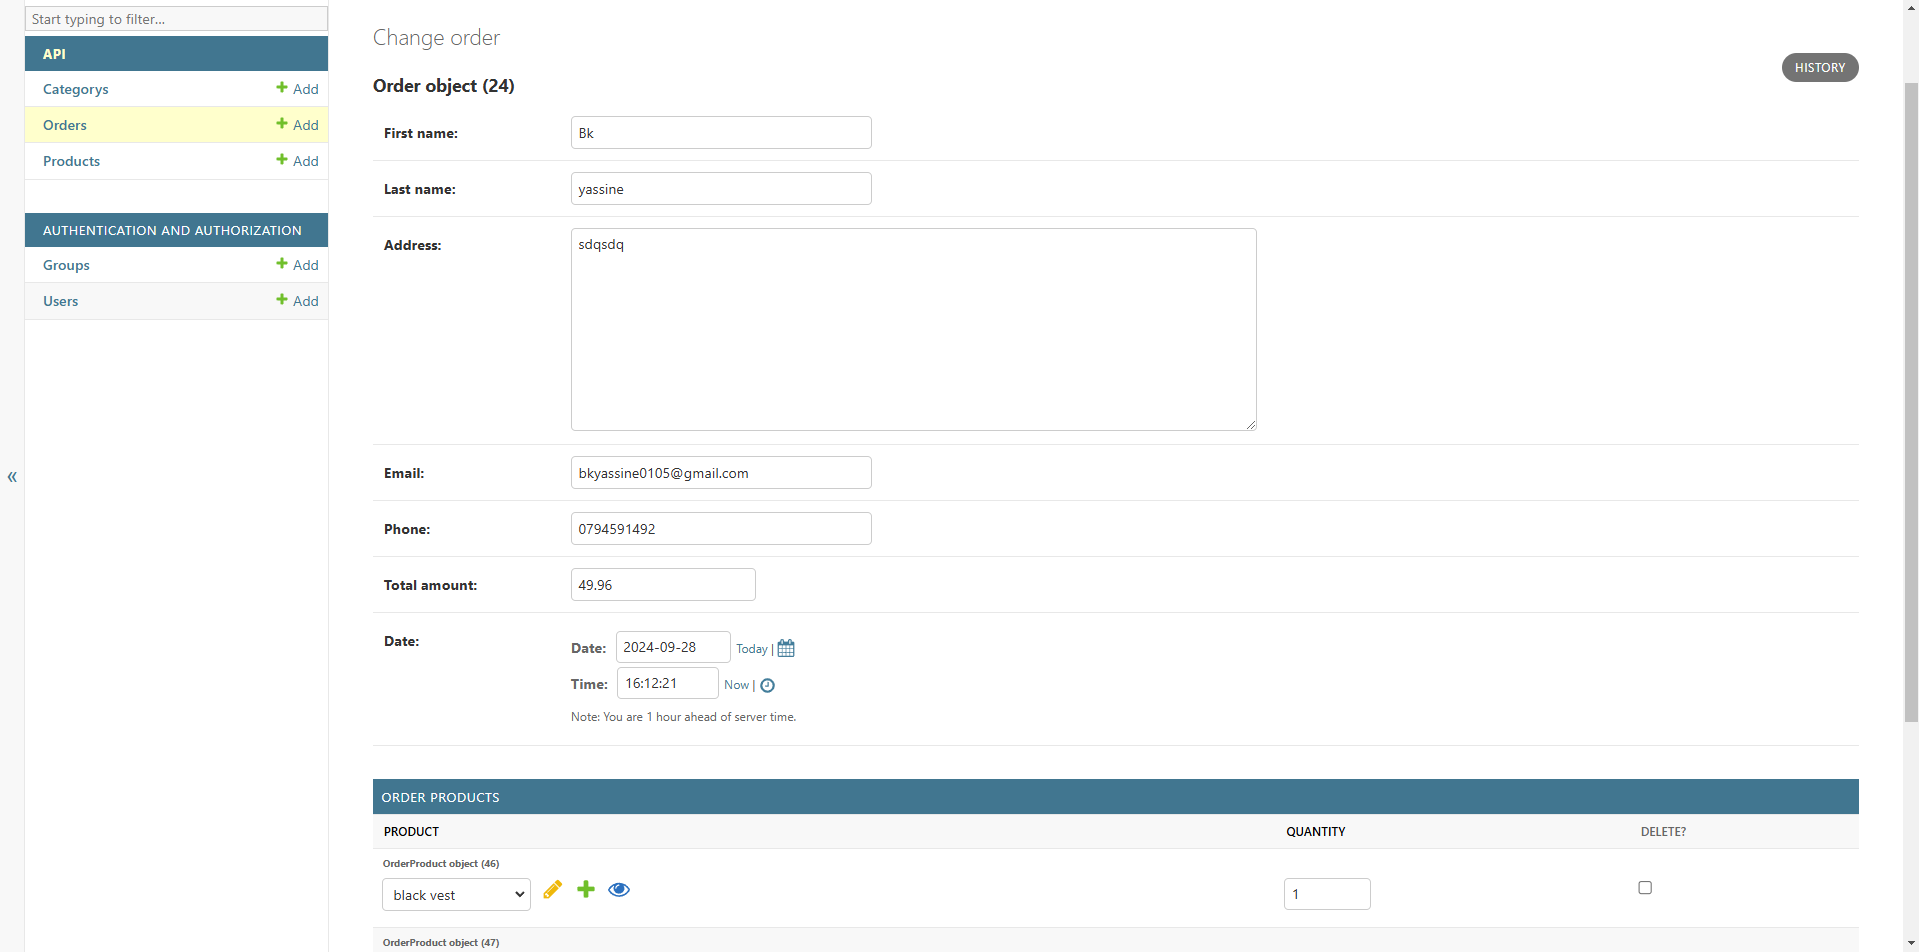 Start typing to filter...
API
Categorys Add
Orders Add
Products Add
AUTHENTICATION AND AUTHORIZATION
Groups Add
Users Add
«
Change order
HISTORY
Order object (24)
First name: Bk
Last name: yassine
Address: sdqsdq
Email: bkyassine0105@gmail.com
Phone: 0794591492
Total amount: 49.96
Date: Date: 2024-09-28 Today |
Time: 16:12:21 Now |
Note: You are 1 hour ahead of server time.
ORDER PRODUCTS
PRODUCT QUANTITY DELETE?
OrderProduct object (46)
black vest 1
OrderProduct object (47)